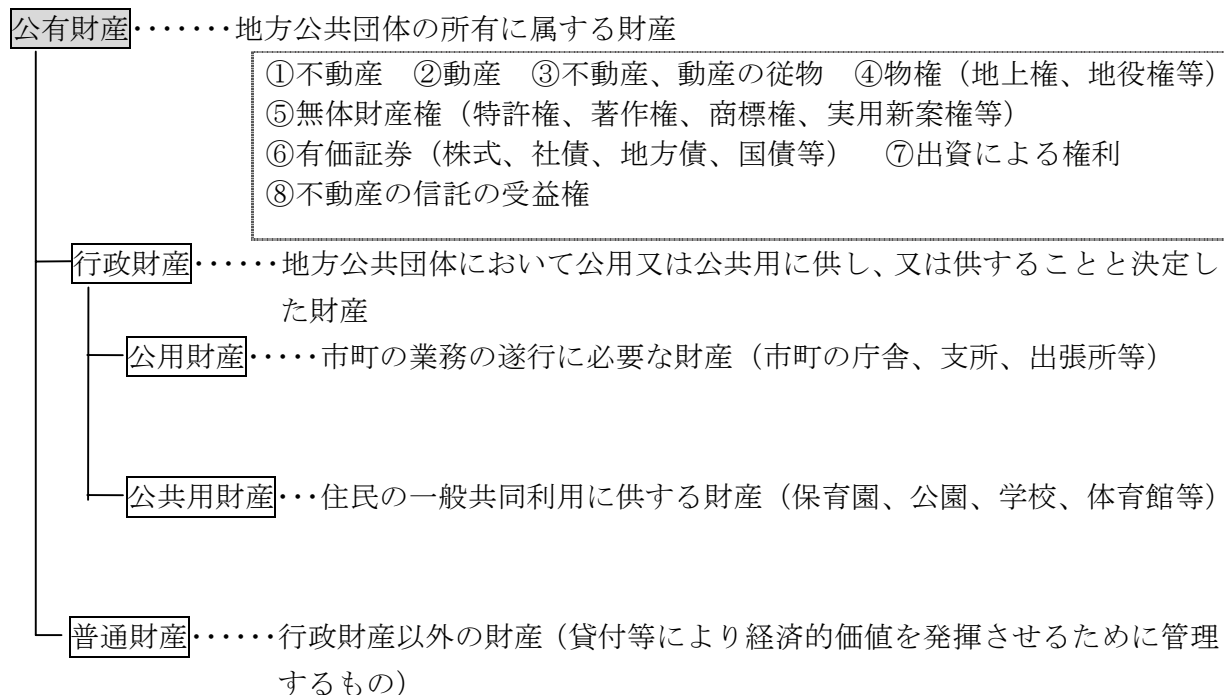 公有財産‥‥‥‥地方公共団体の所有に属する財産
①不動産 ②動産 ③不動産、動産の従物 ④物権（地上権、地役権等）
⑤無体財産権（特許権、著作権、商標権、実用新案権等）
⑥有価証券（株式、社債、地方債、国債等） ⑦出資による権利
⑧不動産の信託の受益権
行政財産‥‥‥地方公共団体において公用又は公共用に供し、又は供することと決定し
た財産
公用財産‥‥・市町の業務の遂行に必要な財産（市町の庁舎、支所、出張所等）
公共用財産‥・住民の一般共同利用に供する財産（保育園、公園、学校、体育館等）
普通財産‥‥‥行政財産以外の財産（貸付等により経済的価値を発揮させるために管理
するもの）